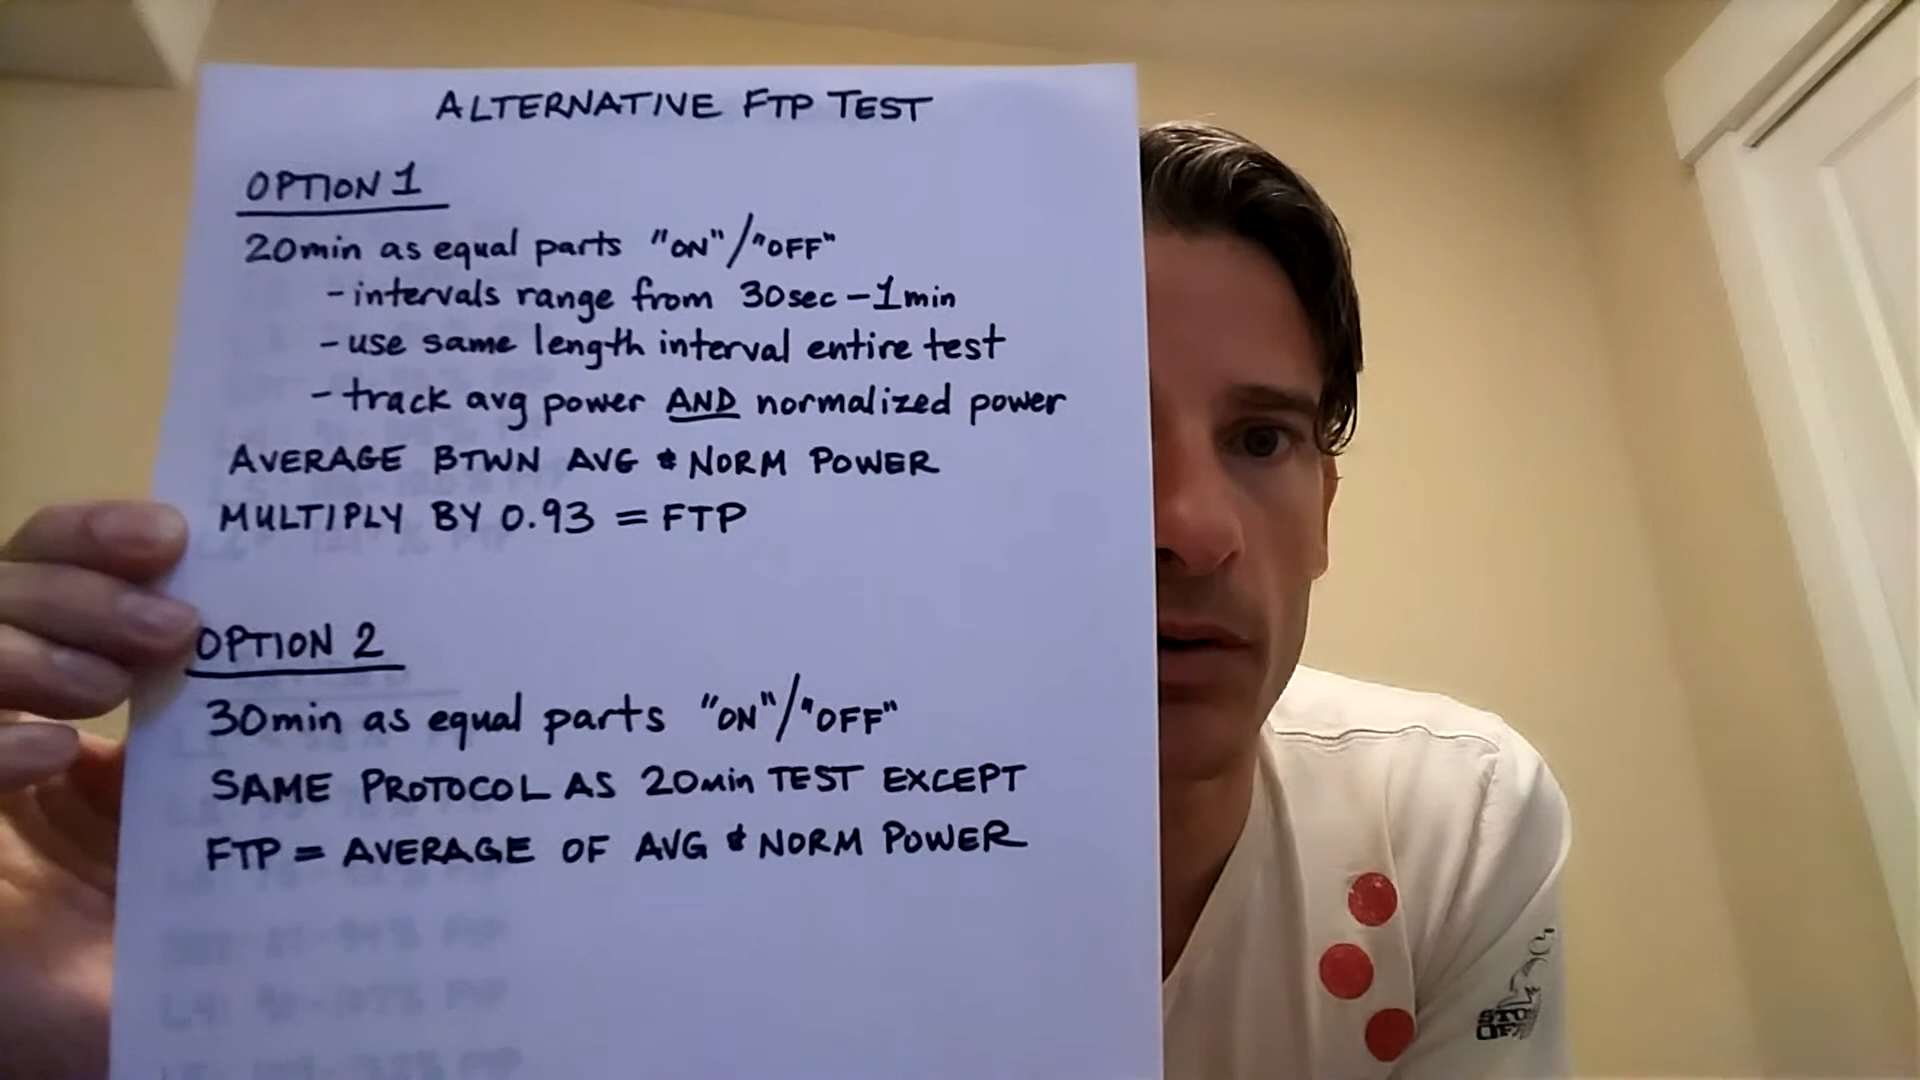 ALTERNATIVE FTP TEST
OPTION 1
20min as equal parts "ON"/"OFF"
- intervals range from 30sec - 1min
- use same length interval entire test
- track avg power AND normalized power
AVERAGE BTWN AVG & NORM POWER
MULTIPLY BY 0.93 = FTP
OPTION 2
30min as equal parts "ON"/"OFF"
SAME PROTOCOL AS 20min TEST EXCEPT
FTP = AVERAGE OF AVG & NORM POWER